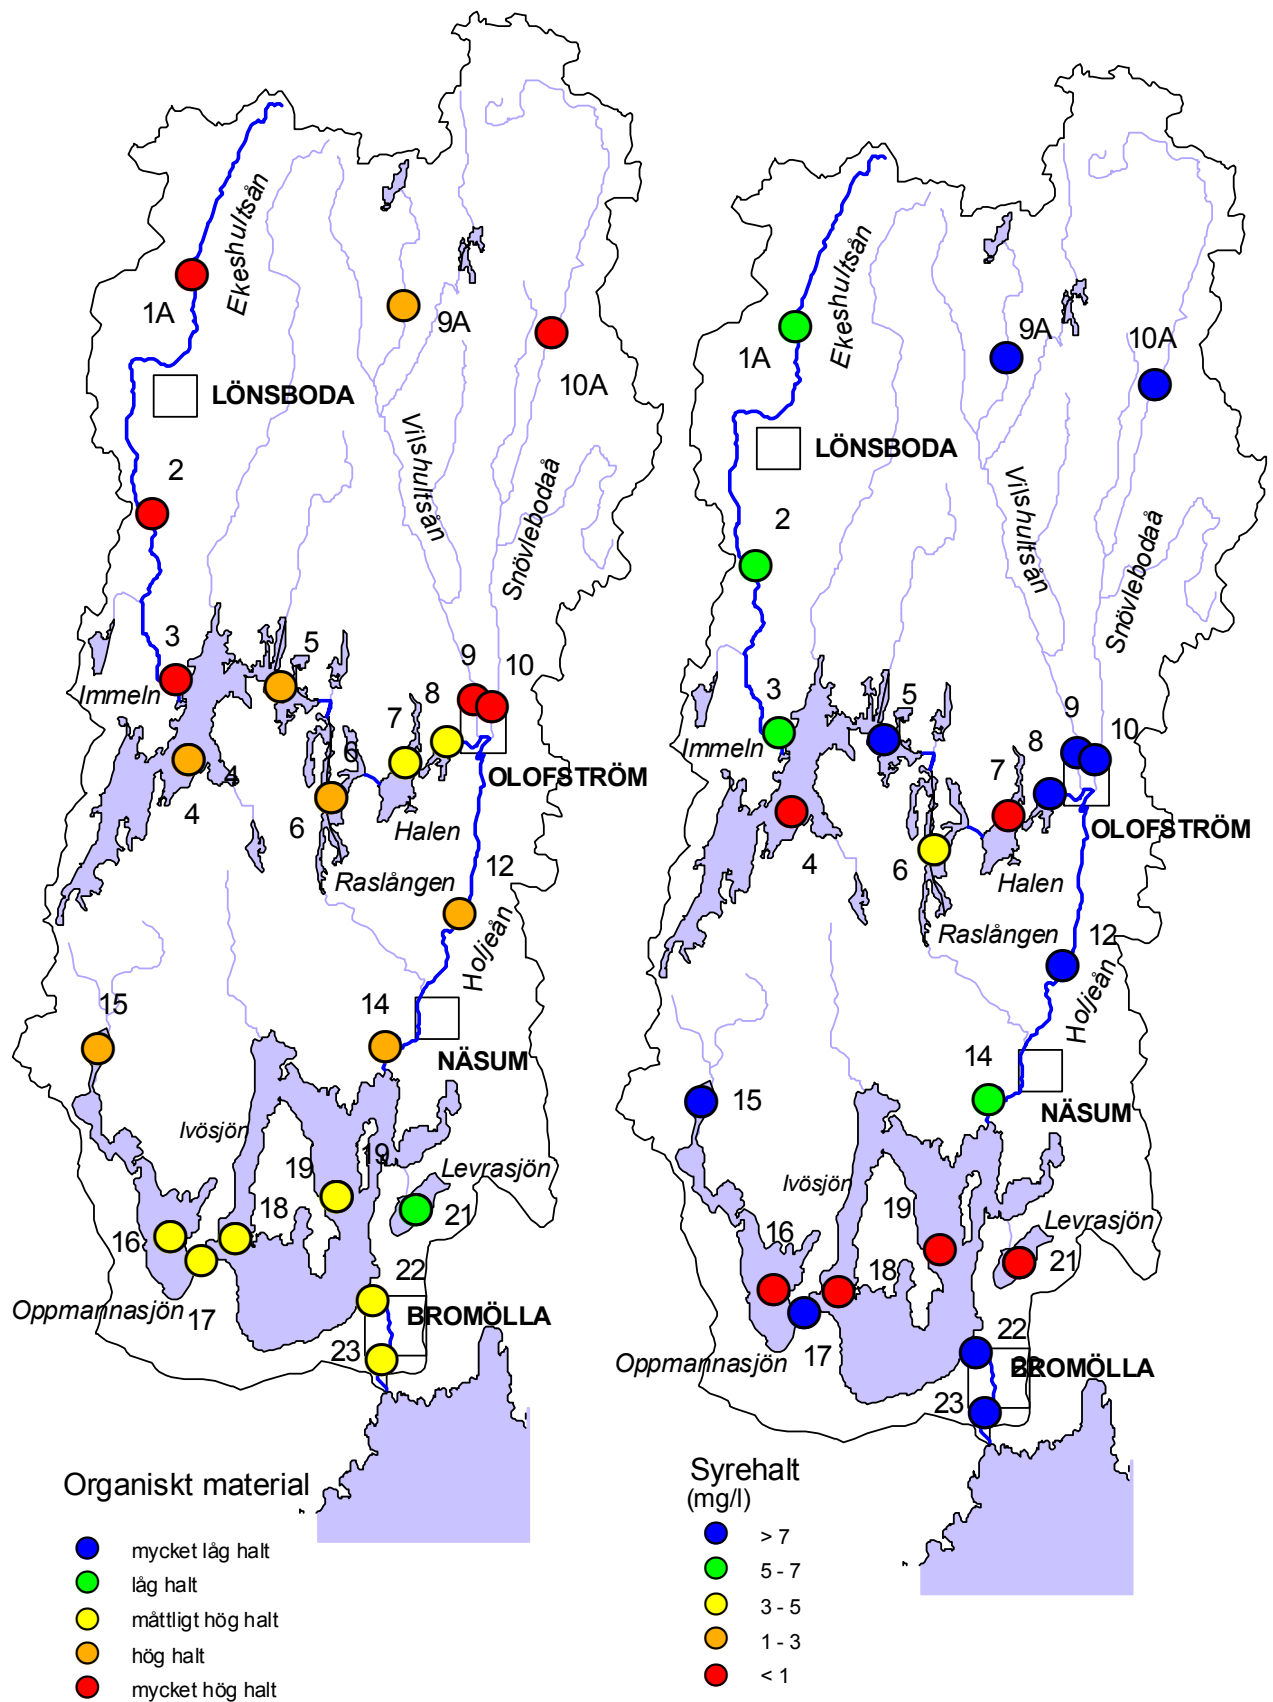 Ekeshultsån
1A
9A
10A
LÖNSBODA
Vilshultsån
Snövlebodaå
2
3
5
9
10
Immeln
8
7
6
4
4
6
OLOFSTRÖM
Halen
Raslången
12
Holjeån
15
14
NÄSUM
Ivösjön
19
19
Levrasjön
16
18
21
Oppmannasjön
17
22
BROMÖLLA
23
Organiskt material
mycket låg halt
låg halt
måttligt hög halt
hög halt
mycket hög halt
Ekeshultsån
1A
9A
10A
LÖNSBODA
Vilshultsån
Snövlebodaå
2
3
5
9
10
Immeln
8
7
4
6
OLOFSTRÖM
Halen
Raslången
12
Holjeån
15
14
NÄSUM
Ivösjön
19
Levrasjön
16
18
21
Oppmannasjön
17
22
BROMÖLLA
23
Syrehalt
(mg/l)
> 7
5 - 7
3 - 5
1 - 3
< 1